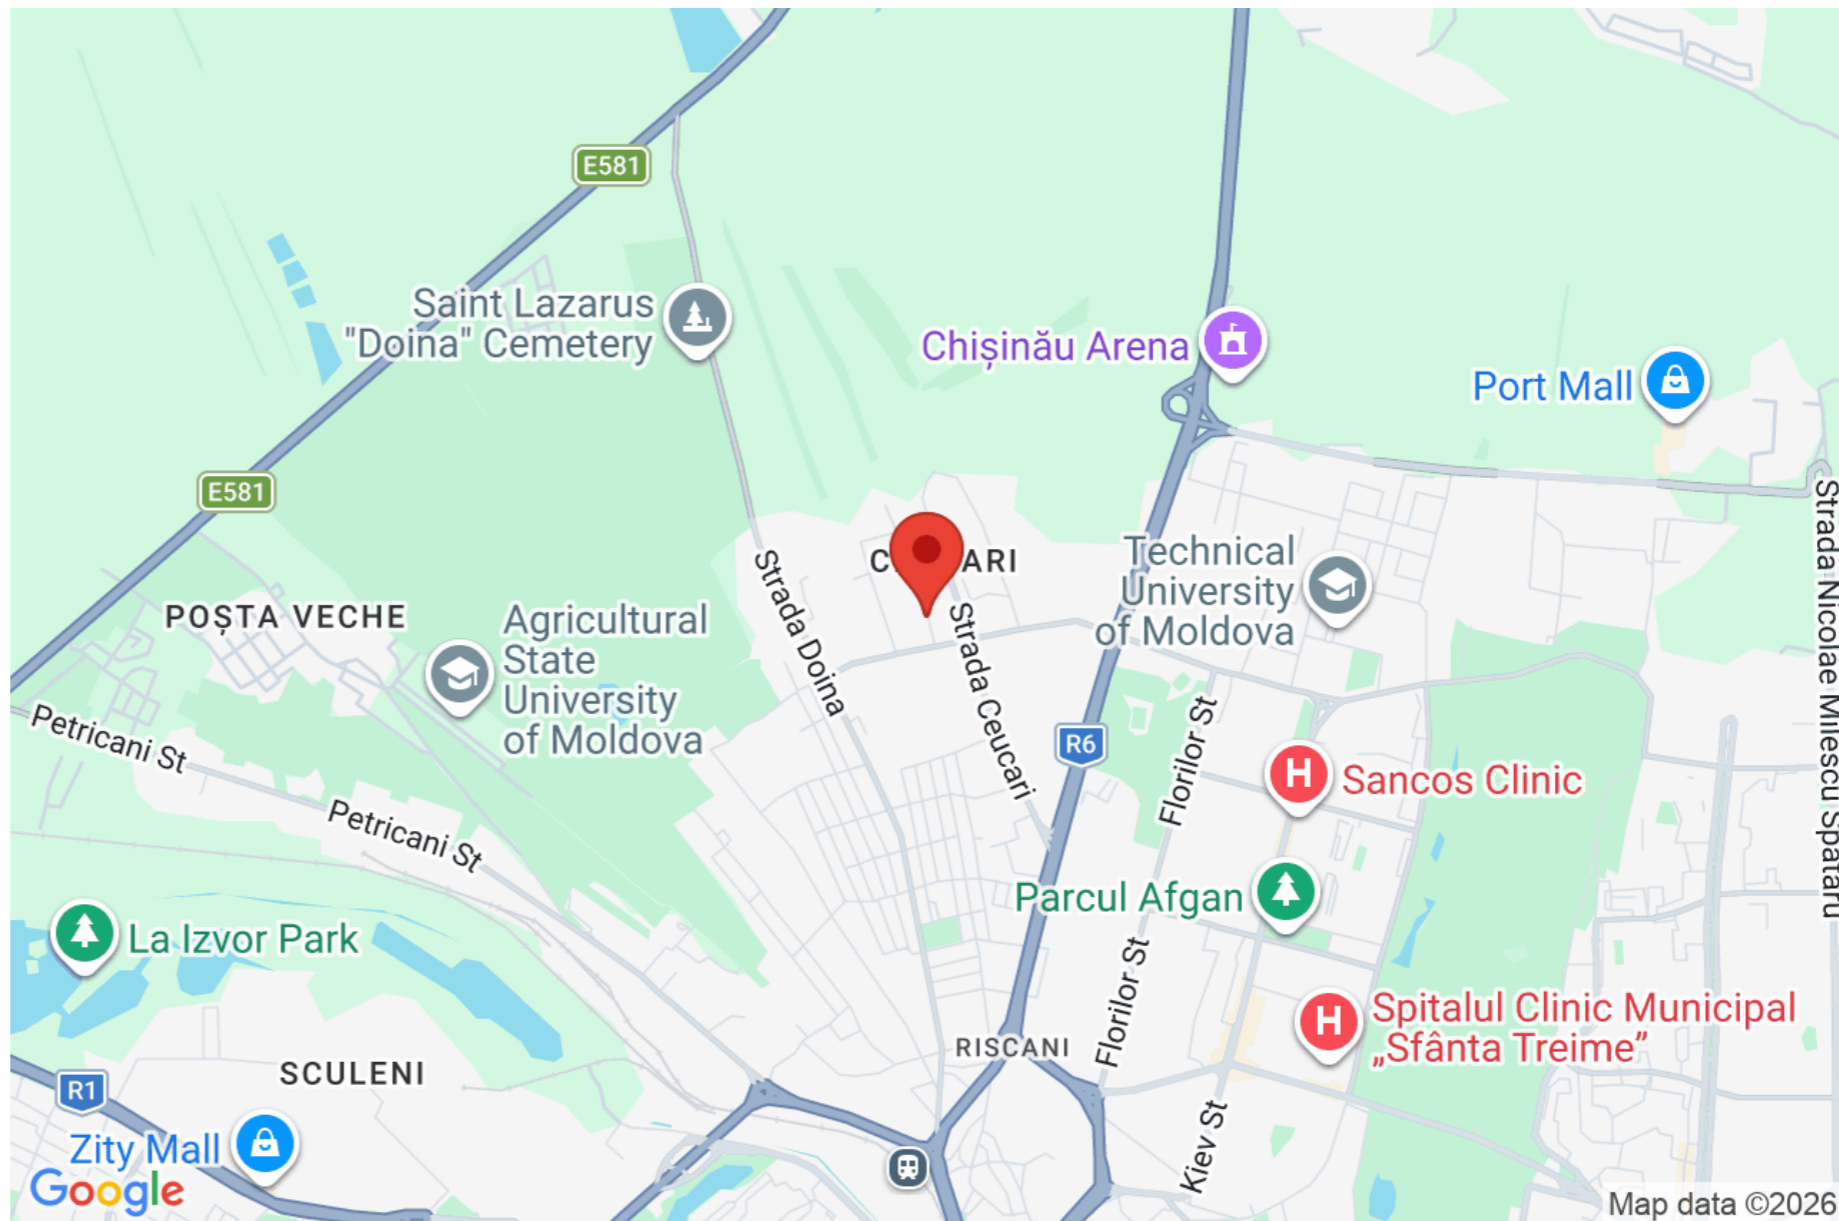 E581
Saint Lazarus
"Doina" Cemetery
Chișinău Arena
Port Mall
E581
Strada Nicolae Milescu Spătaru
Strada Doina
Technical
University
of Moldova
POȘTA VECHE
Agricultural
State
University
of Moldova
Strada Ceucari
Petricani St
Florilor St
R6
Sancos Clinic
Petricani St
Parcul Afgan
La Izvor Park
Florilor St
Spitalul Clinic Municipal
„Sfânta Treime”
RISCANI
SCULENI
R1
Kiev St
Zity Mall
Google
Map data ©2026